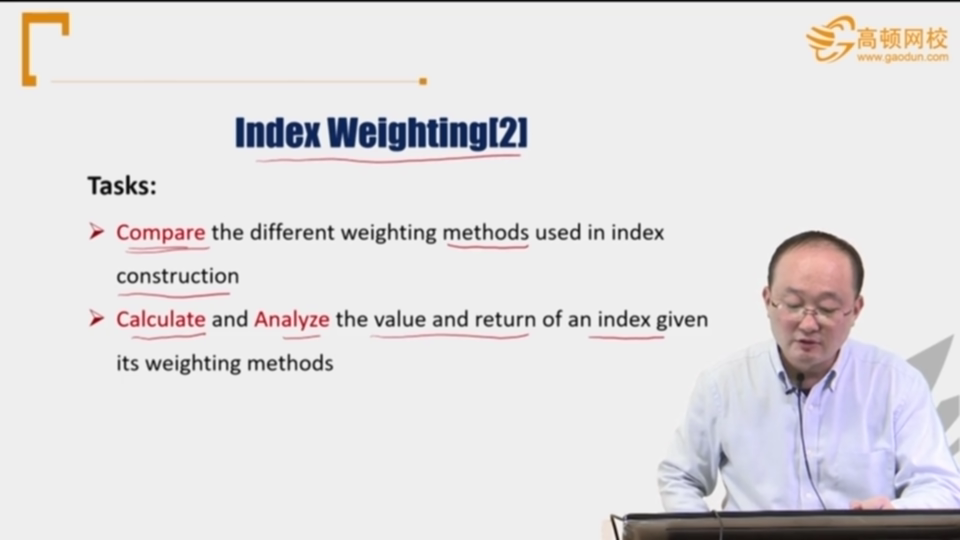 高顿网校
www.gaodun.com
Index Weighting[2]
Tasks:
Compare the different weighting methods used in index
construction
Calculate and Analyze the value and return of an index given
its weighting methods